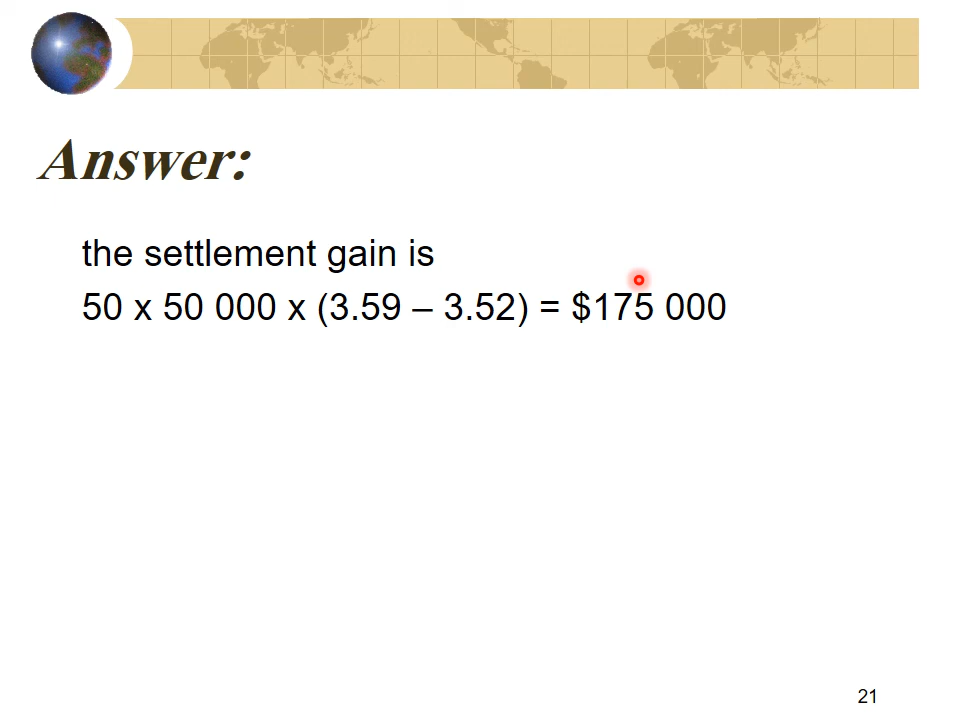 Answer:
the settlement gain is
50 x 50 000 x (3.59 – 3.52) = $175 000
21